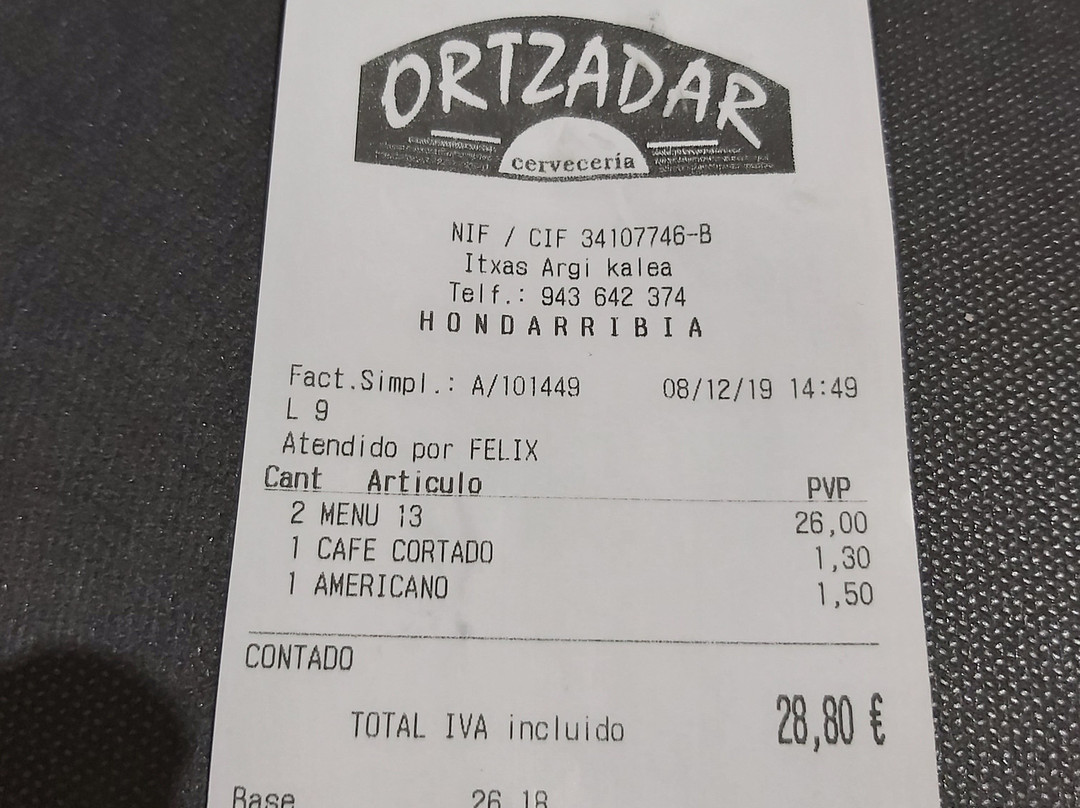 ORTZADAR
cervecería
NIF / CIF 34107746-B
Itxas Argi kalea
Telf.: 943 642 374
HONDARRIBIA
Fact.Simpl.: A/101449 08/12/19 14:49
L 9
Atendido por FELIX
Cant Articulo PVP
2 MENU 13 26,00
1 CAFE CORTADO 1,30
1 AMERICANO 1,50
CONTADO
TOTAL IVA incluido 28,80 €
Base 26,18